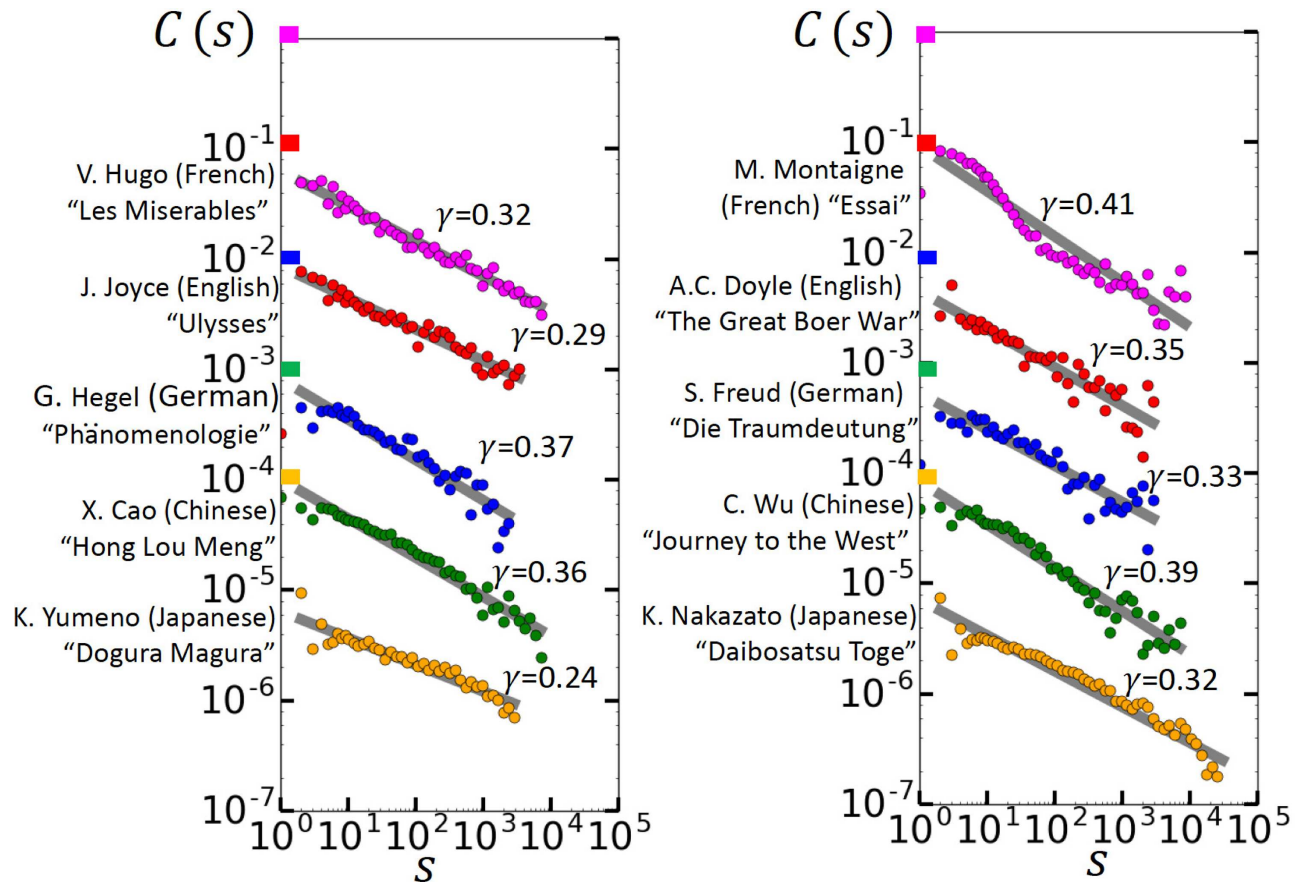 C (s)
10^-1
V. Hugo (French)
“Les Miserables”
γ=0.32
10^-2
J. Joyce (English)
“Ulysses”
γ=0.29
10^-3
G. Hegel (German)
“Phänomenologie”
γ=0.37
10^-4
X. Cao (Chinese)
“Hong Lou Meng”
γ=0.36
10^-5
K. Yumeno (Japanese)
“Dogura Magura”
γ=0.24
10^-6
10^-7
10^0 10^1 10^2 10^3 10^4 10^5
s
C (s)
10^-1
M. Montaigne
(French) “Essai”
γ=0.41
10^-2
A.C. Doyle (English)
“The Great Boer War”
γ=0.35
10^-3
S. Freud (German)
“Die Traumdeutung”
γ=0.33
10^-4
C. Wu (Chinese)
“Journey to the West”
γ=0.39
10^-5
K. Nakazato (Japanese)
“Daibosatsu Toge”
γ=0.32
10^-6
10^-7
10^0 10^1 10^2 10^3 10^4 10^5
s